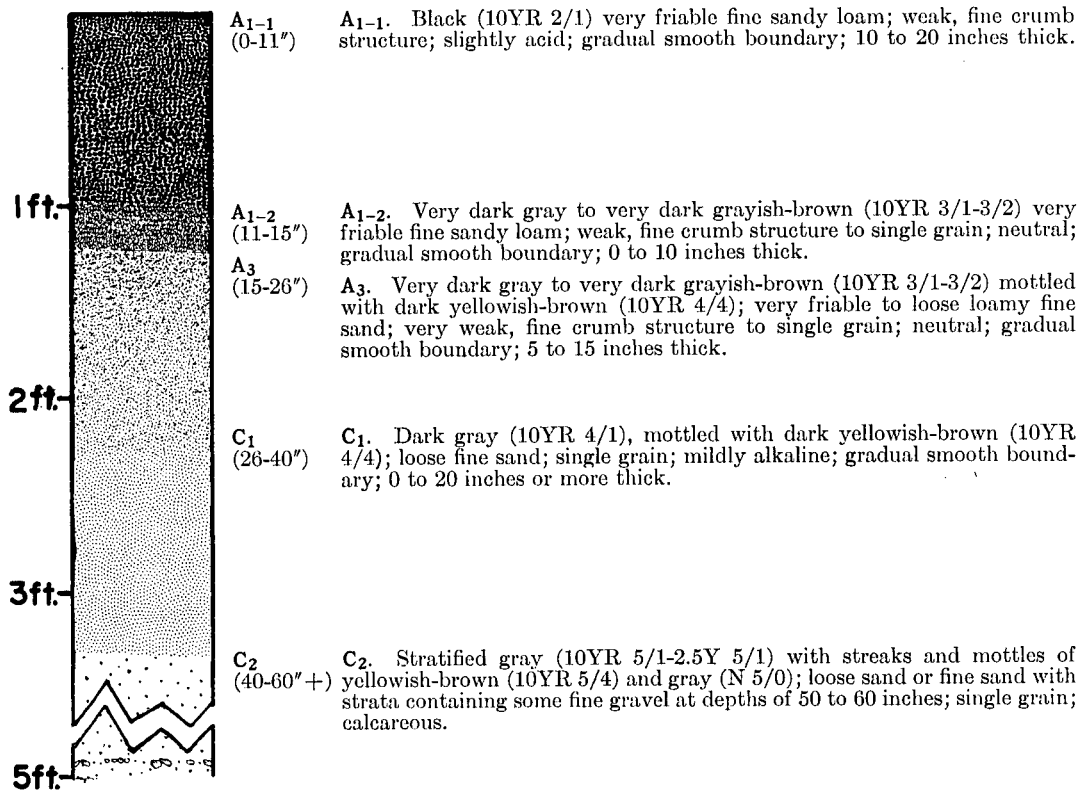 A1-1
(0-11")
A1-1. Black (10YR 2/1) very friable fine sandy loam; weak, fine crumb
structure; slightly acid; gradual smooth boundary; 10 to 20 inches thick.
1ft.
A1-2
(11-15")
A1-2. Very dark gray to very dark grayish-brown (10YR 3/1-3/2) very
friable fine sandy loam; weak, fine crumb structure to single grain; neutral;
gradual smooth boundary; 0 to 10 inches thick.
A3
(15-26")
A3. Very dark gray to very dark grayish-brown (10YR 3/1-3/2) mottled
with dark yellowish-brown (10YR 4/4); very friable to loose loamy fine
sand; very weak, fine crumb structure to single grain; neutral; gradual
smooth boundary; 5 to 15 inches thick.
2ft.
C1
(26-40")
C1. Dark gray (10YR 4/1), mottled with dark yellowish-brown (10YR
4/4); loose fine sand; single grain; mildly alkaline; gradual smooth bound-
ary; 0 to 20 inches or more thick.
3ft.
C2
(40-60"+)
C2. Stratified gray (10YR 5/1-2.5Y 5/1) with streaks and mottles of
yellowish-brown (10YR 5/4) and gray (N 5/0); loose sand or fine sand with
strata containing some fine gravel at depths of 50 to 60 inches; single grain;
calcareous.
5ft.